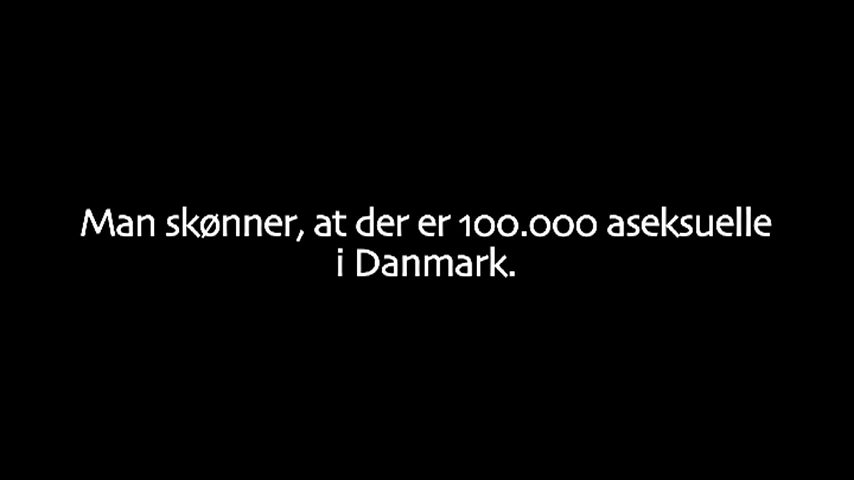 Man skønner, at der er 100.000 aseksuelle
i Danmark.